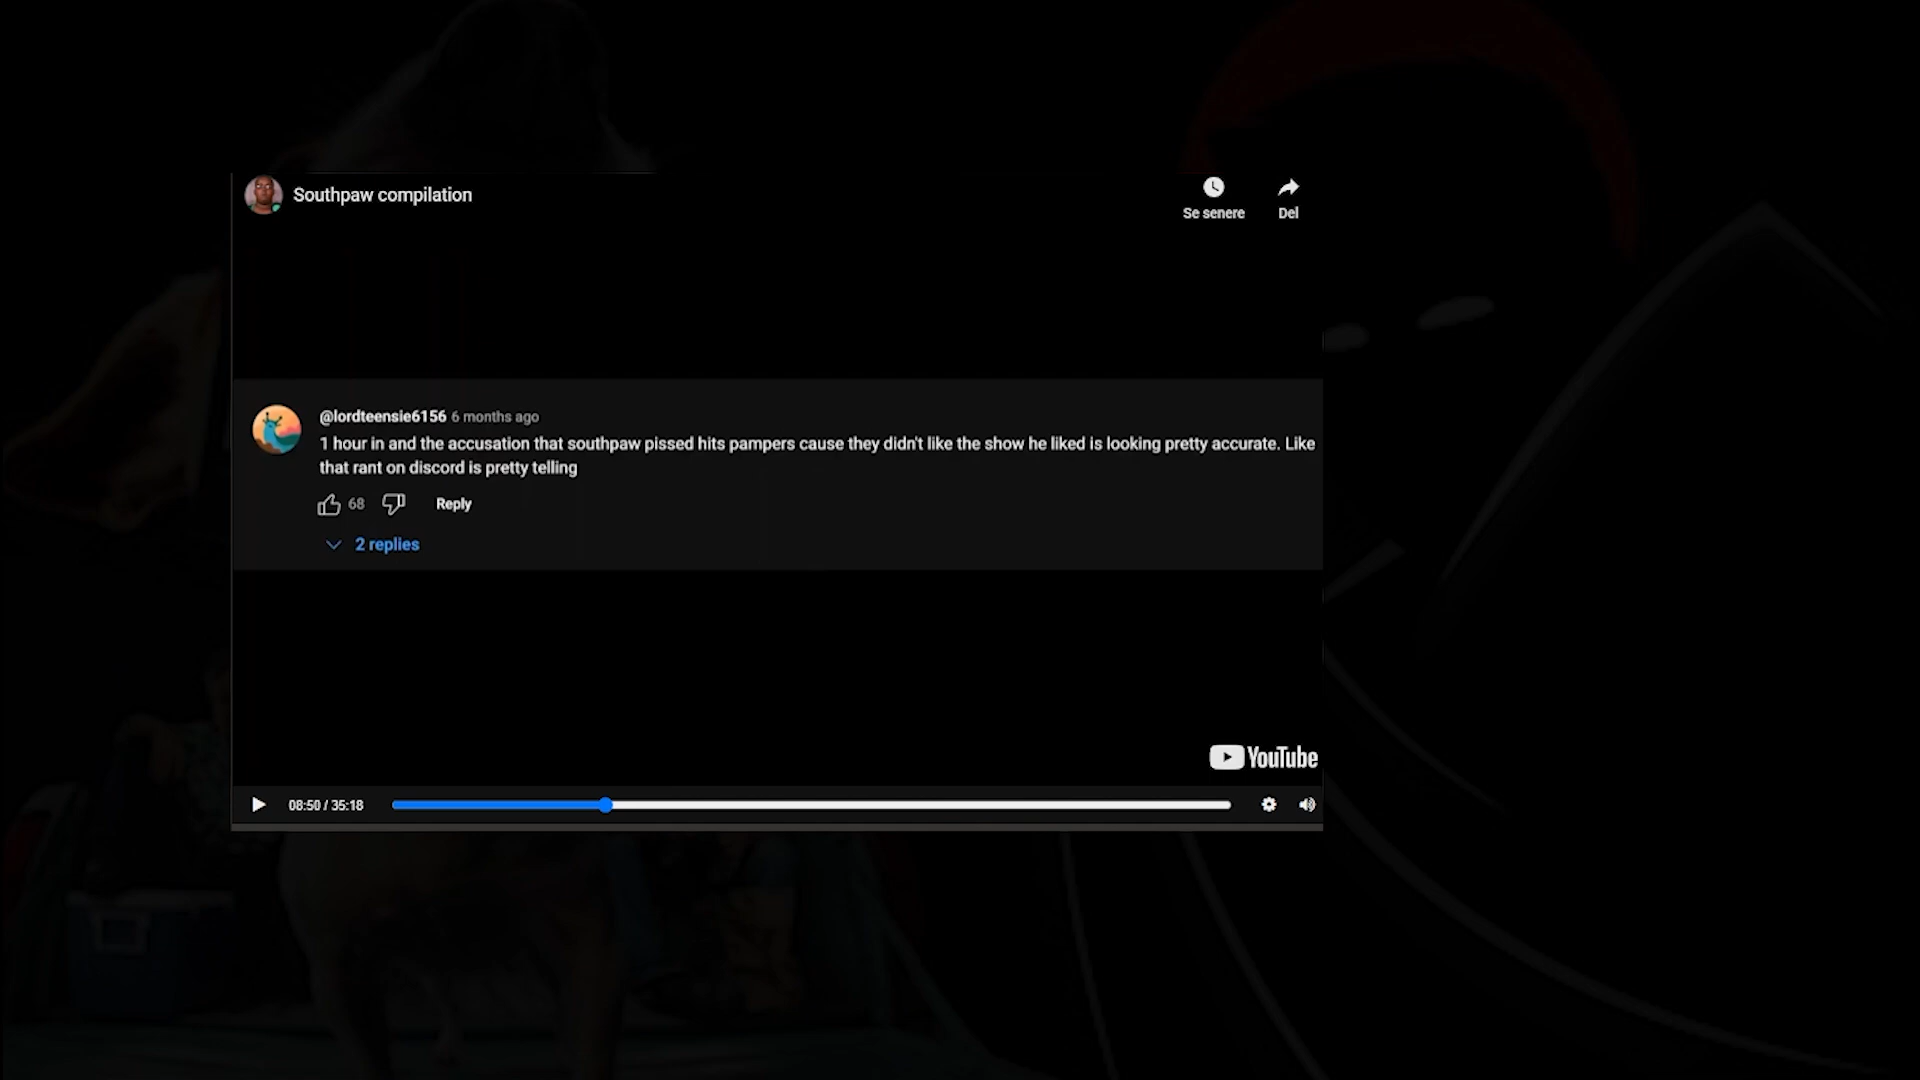 Southpaw compilation
Se senere
Del
@lordteensie6156 6 months ago
1 hour in and the accusation that southpaw pissed hits pampers cause they didn't like the show he liked is looking pretty accurate. Like
that rant on discord is pretty telling
68
Reply
2 replies
YouTube
08:50 / 35:18